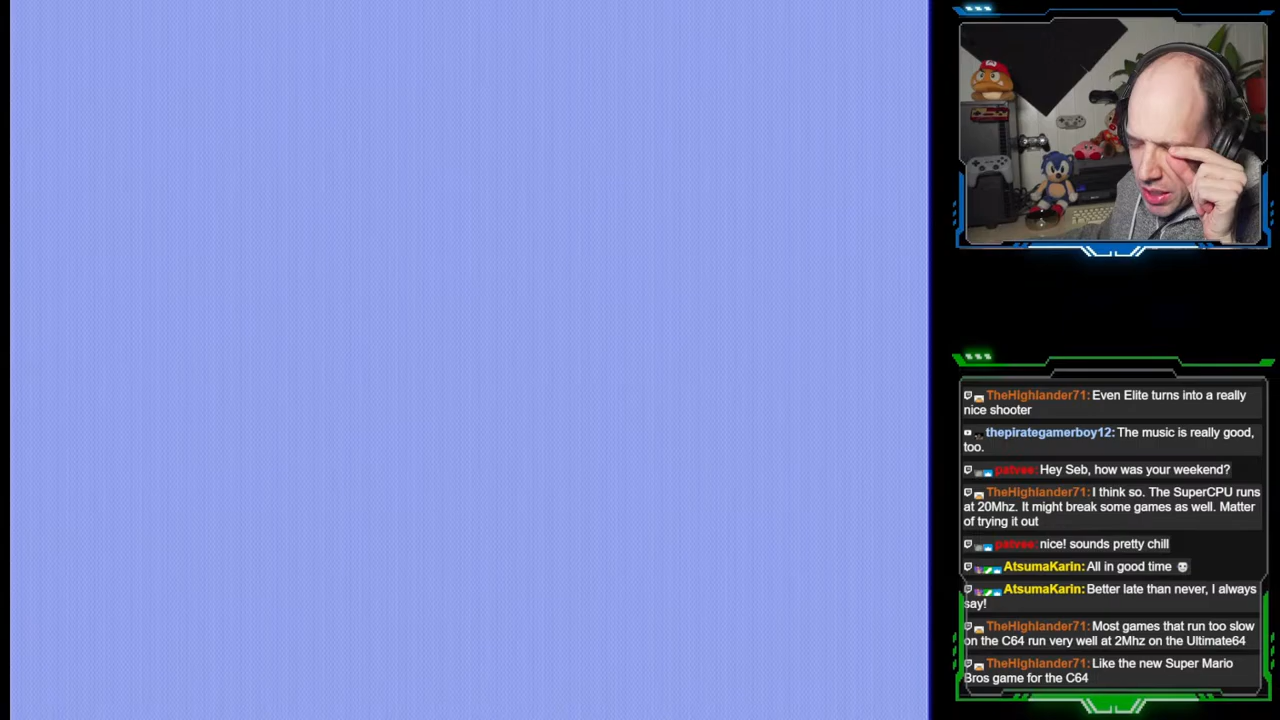 TheHighlander71: Even Elite turns into a really
nice shooter
thepirategamerboy12: The music is really good,
too.
patvee: Hey Seb, how was your weekend?
TheHighlander71: I think so. The SuperCPU runs
at 20Mhz. It might break some games as well. Matter
of trying it out
patvee: nice! sounds pretty chill
AtsumaKarin: All in good time
AtsumaKarin: Better late than never, I always
say!
TheHighlander71: Most games that run too slow
on the C64 run very well at 2Mhz on the Ultimate64
TheHighlander71: Like the new Super Mario
Bros game for the C64